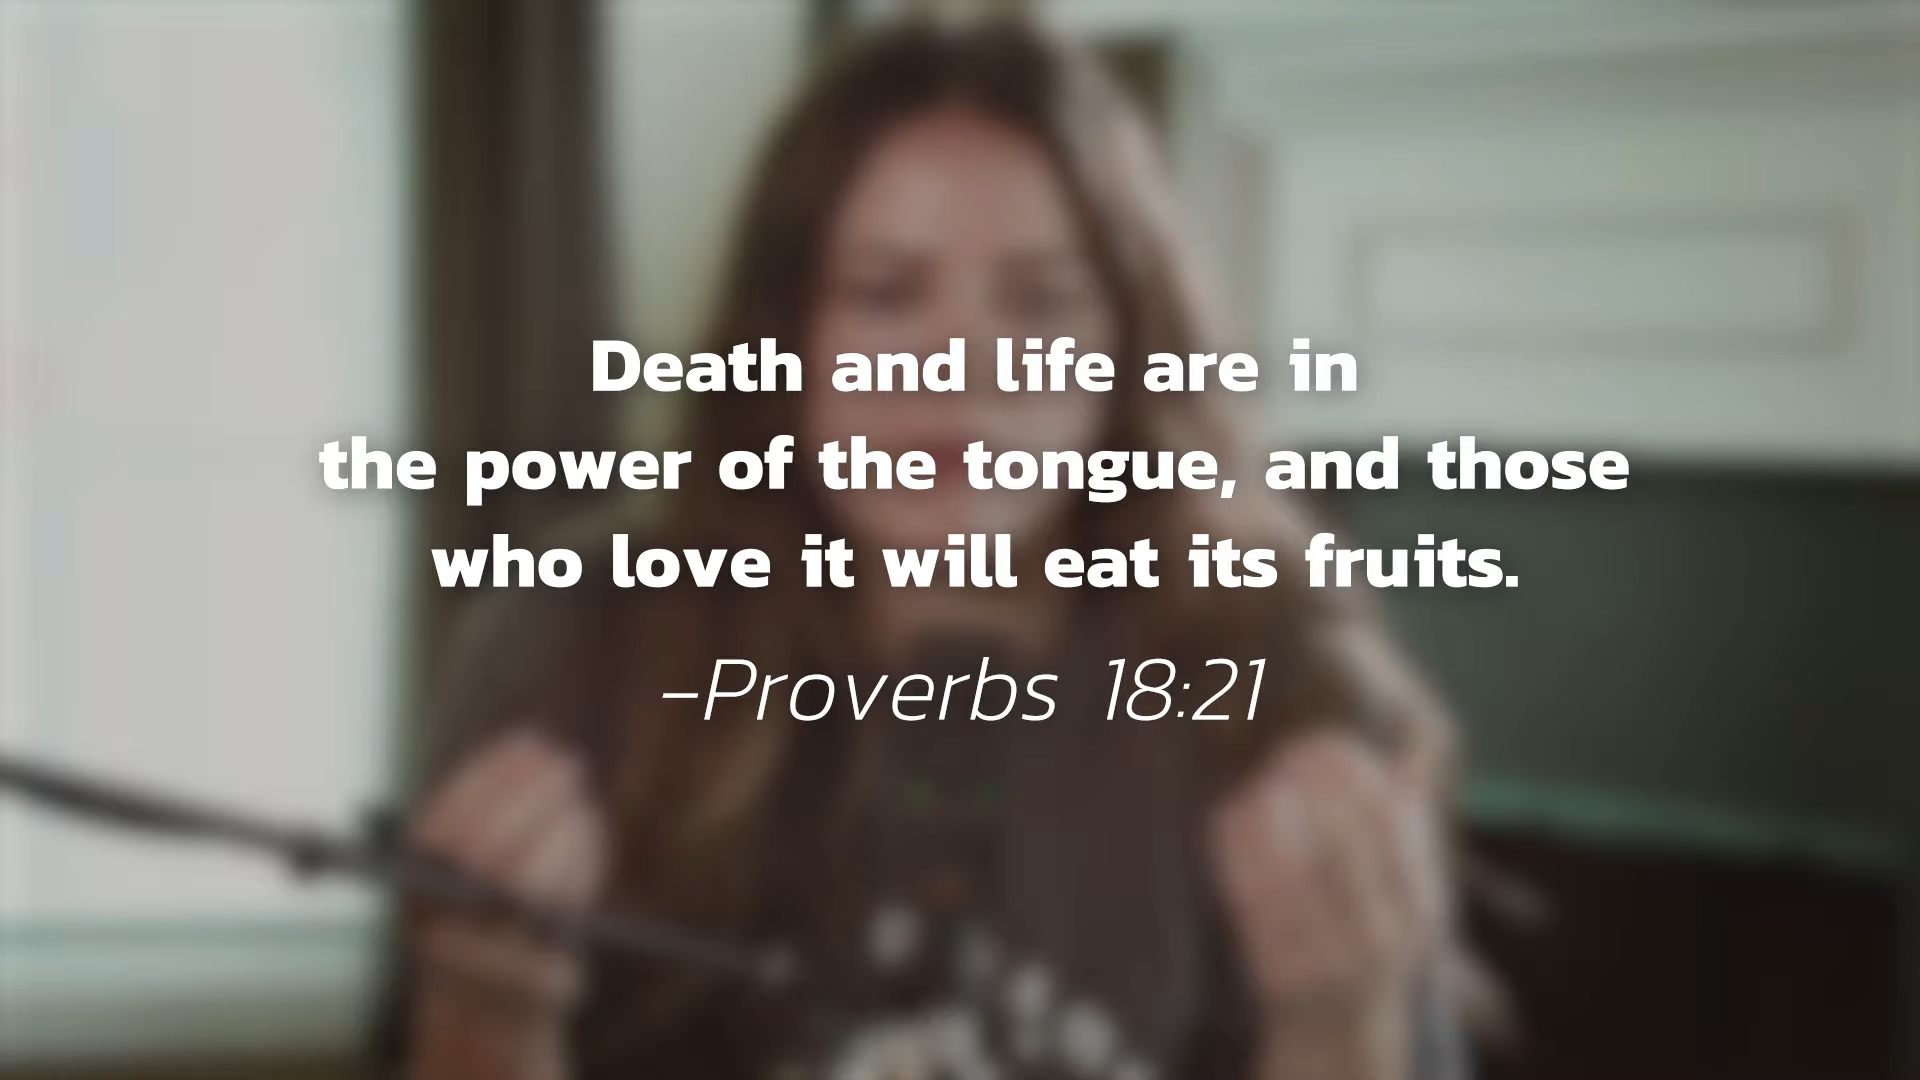 Death and life are in
the power of the tongue, and those
who love it will eat its fruits.
–Proverbs 18:21